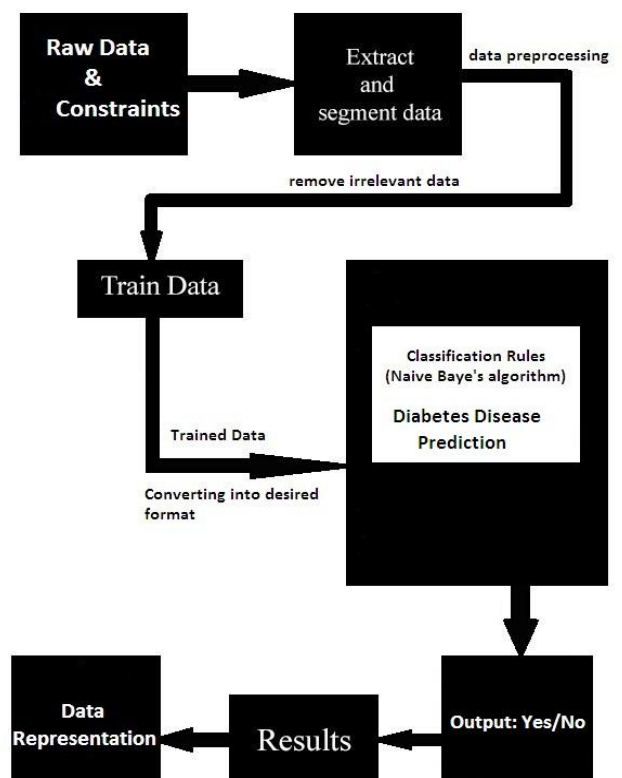 Raw Data
&
Constraints
Extract
and
segment data
data preprocessing
remove irrelevant data
Train Data
Classification Rules
(Naive Baye's algorithm)
Diabetes Disease
Prediction
Trained Data
Converting into desired
format
Data
Representation
Results
Output: Yes/No